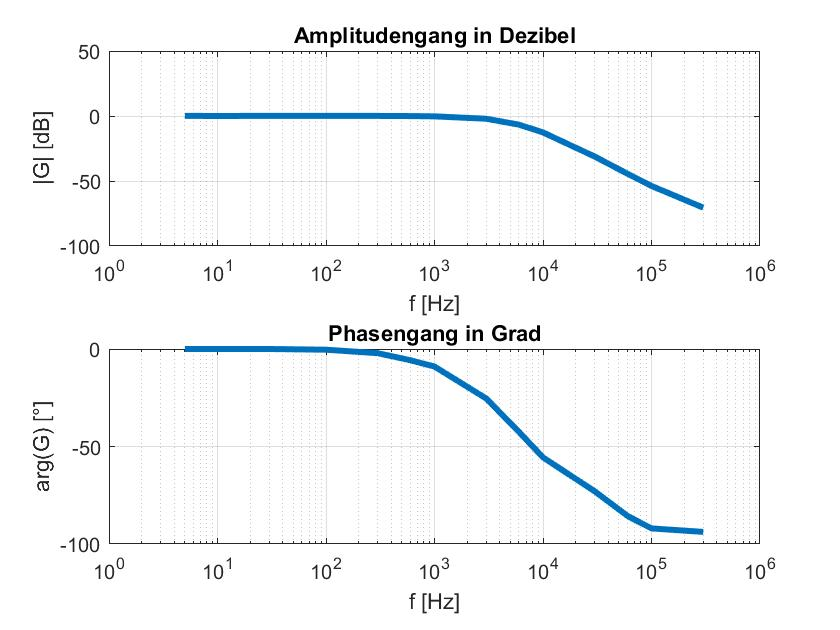 Amplitudengang in Dezibel
|G| [dB]
50
0
-50
-100
10^0 10^1 10^2 10^3 10^4 10^5 10^6
f [Hz]
Phasengang in Grad
arg(G) [°]
0
-50
-100
10^0 10^1 10^2 10^3 10^4 10^5 10^6
f [Hz]